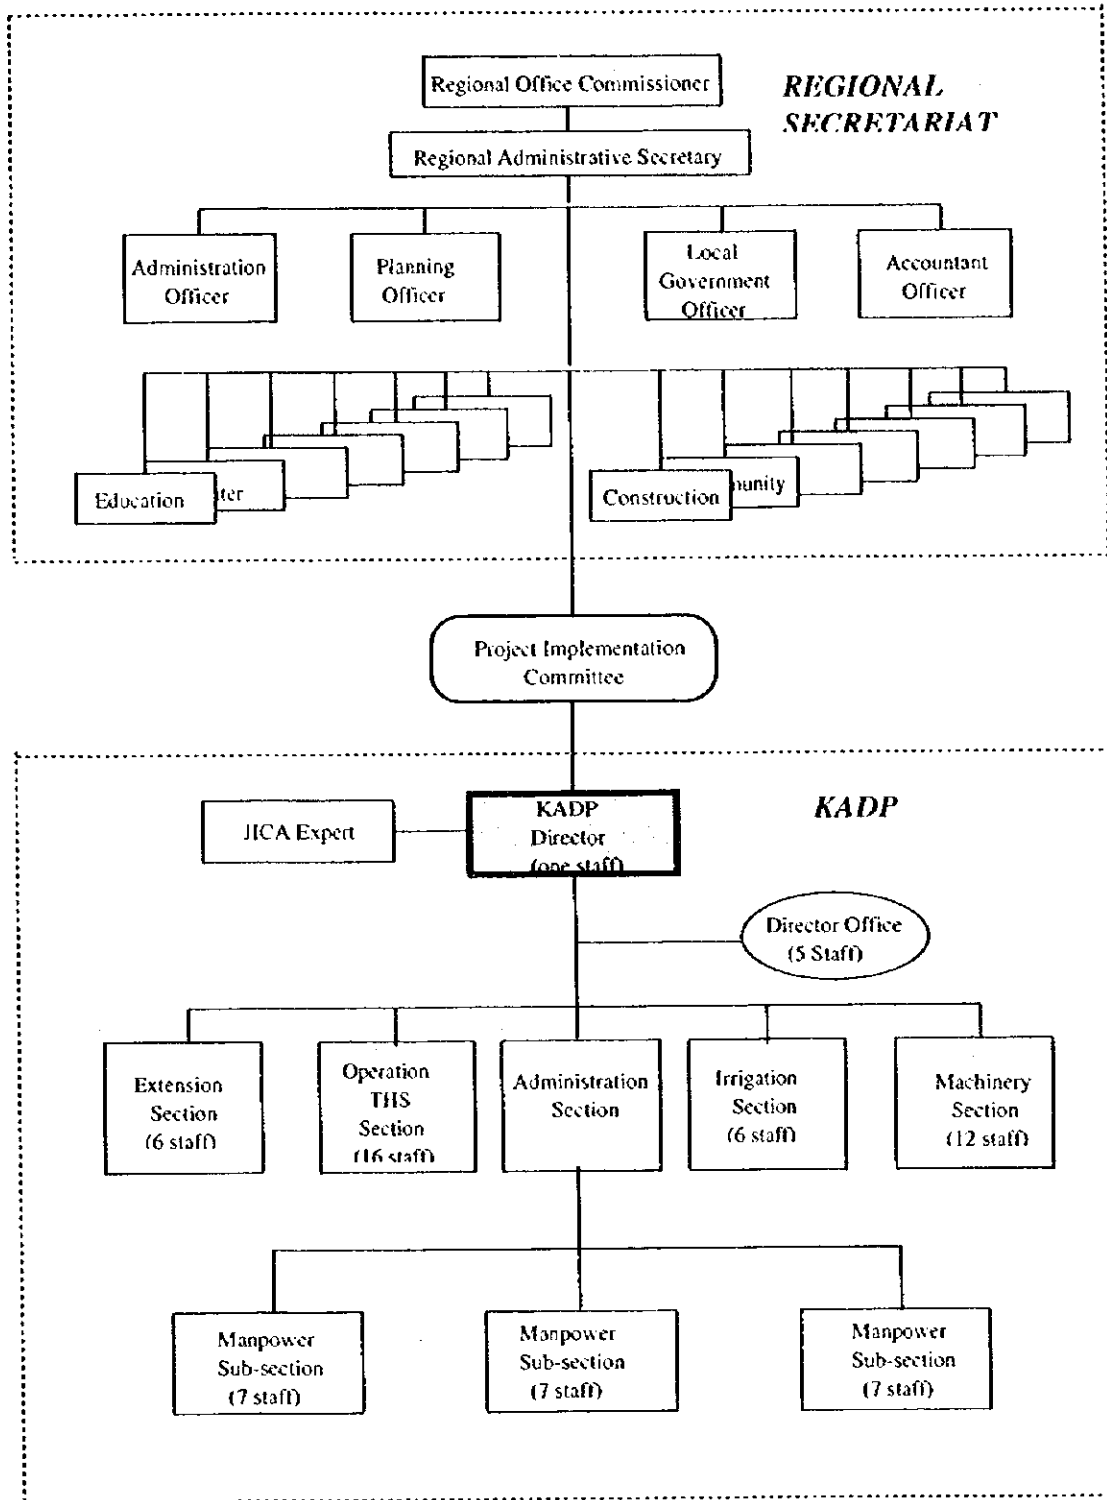 Regional Office Commissioner
REGIONAL
SECRETARIAT
Regional Administrative Secretary
Administration
Officer
Planning
Officer
Local
Government
Officer
Accountant
Officer
Education
ter
Construction
nunity
Project Implementation
Committee
KADP
JICA Expert
KADP
Director
(one staff)
Director Office
(5 Staff)
Extension
Section
(6 staff)
Operation
THS
Section
(16 staff)
Administration
Section
Irrigation
Section
(6 staff)
Machinery
Section
(12 staff)
Manpower
Sub-section
(7 staff)
Manpower
Sub-section
(7 staff)
Manpower
Sub-section
(7 staff)